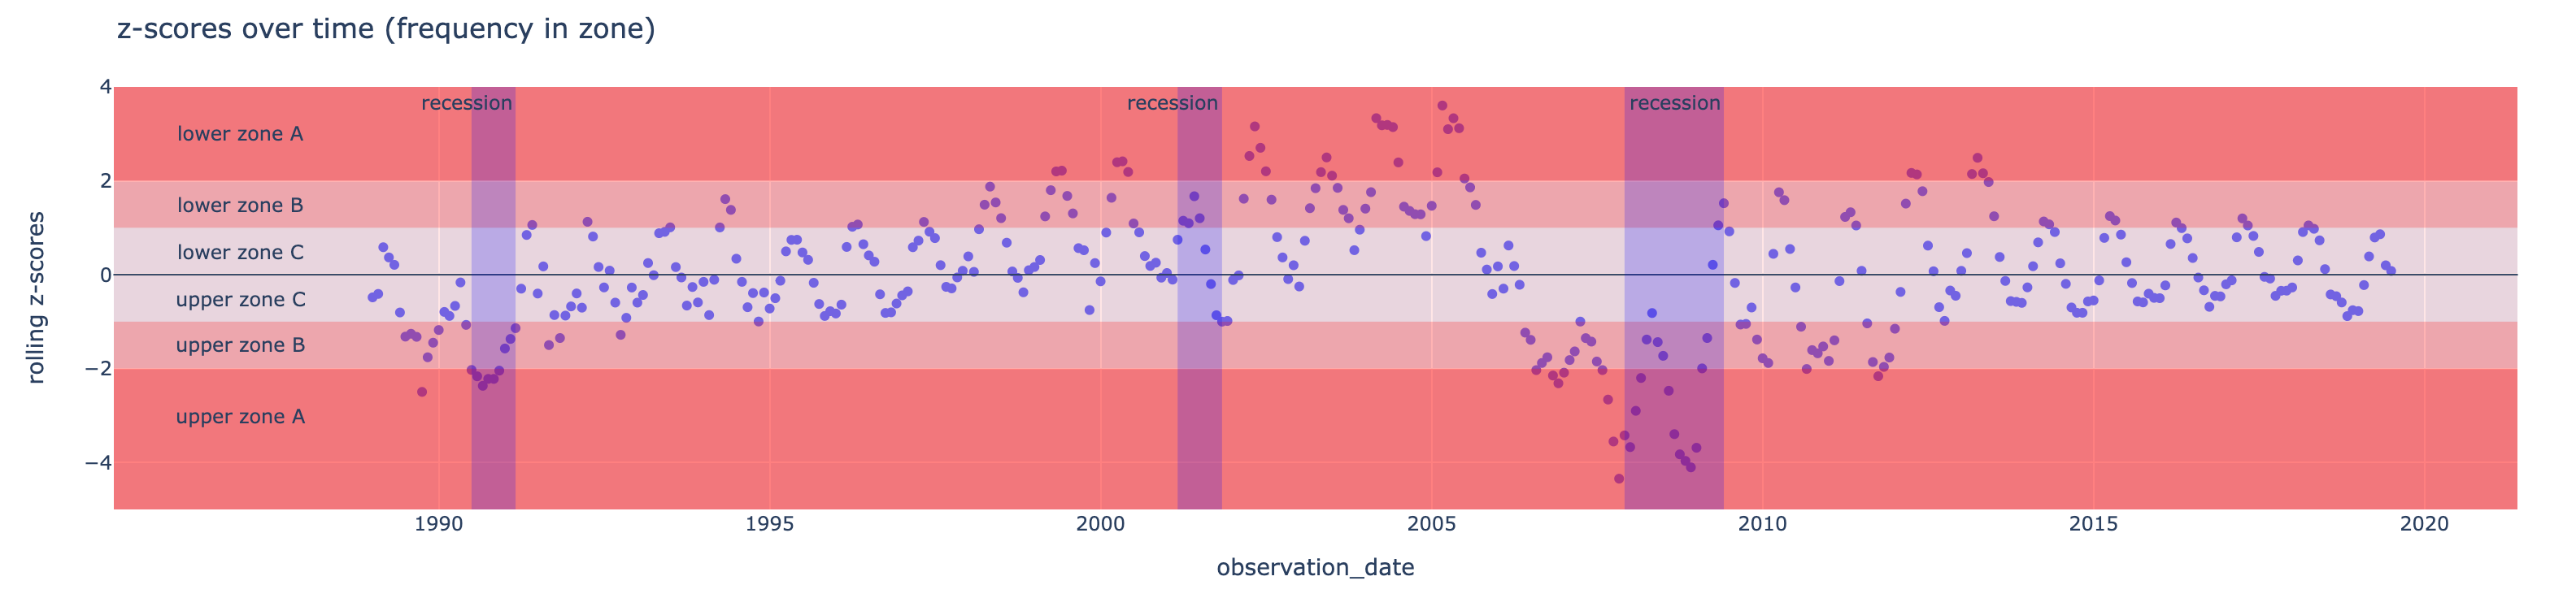 z-scores over time (frequency in zone)
4
recession recession recession
lower zone A
2
lower zone B
lower zone C
0
upper zone C
upper zone B
−2
upper zone A
−4
rolling z-scores
1990 1995 2000 2005 2010 2015 2020
observation_date